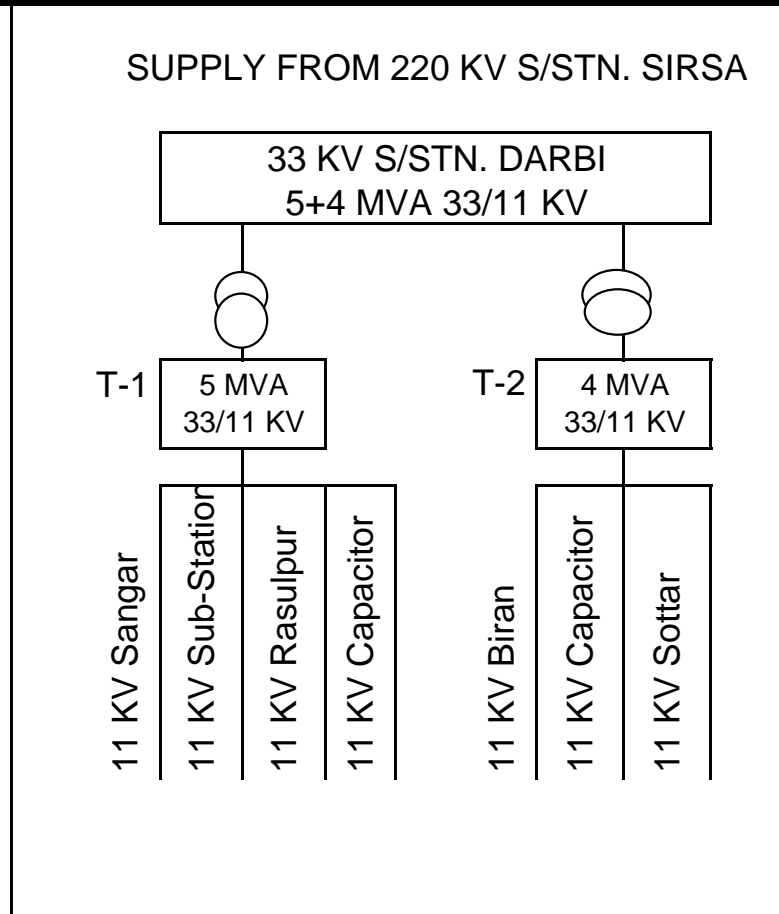 SUPPLY FROM 220 KV S/STN. SIRSA
33 KV S/STN. DARBI
5+4 MVA 33/11 KV
T-1
5 MVA
33/11 KV
T-2
4 MVA
33/11 KV
11 KV Sangar
11 KV Sub-Station
11 KV Rasulpur
11 KV Capacitor
11 KV Biran
11 KV Capacitor
11 KV Sottar